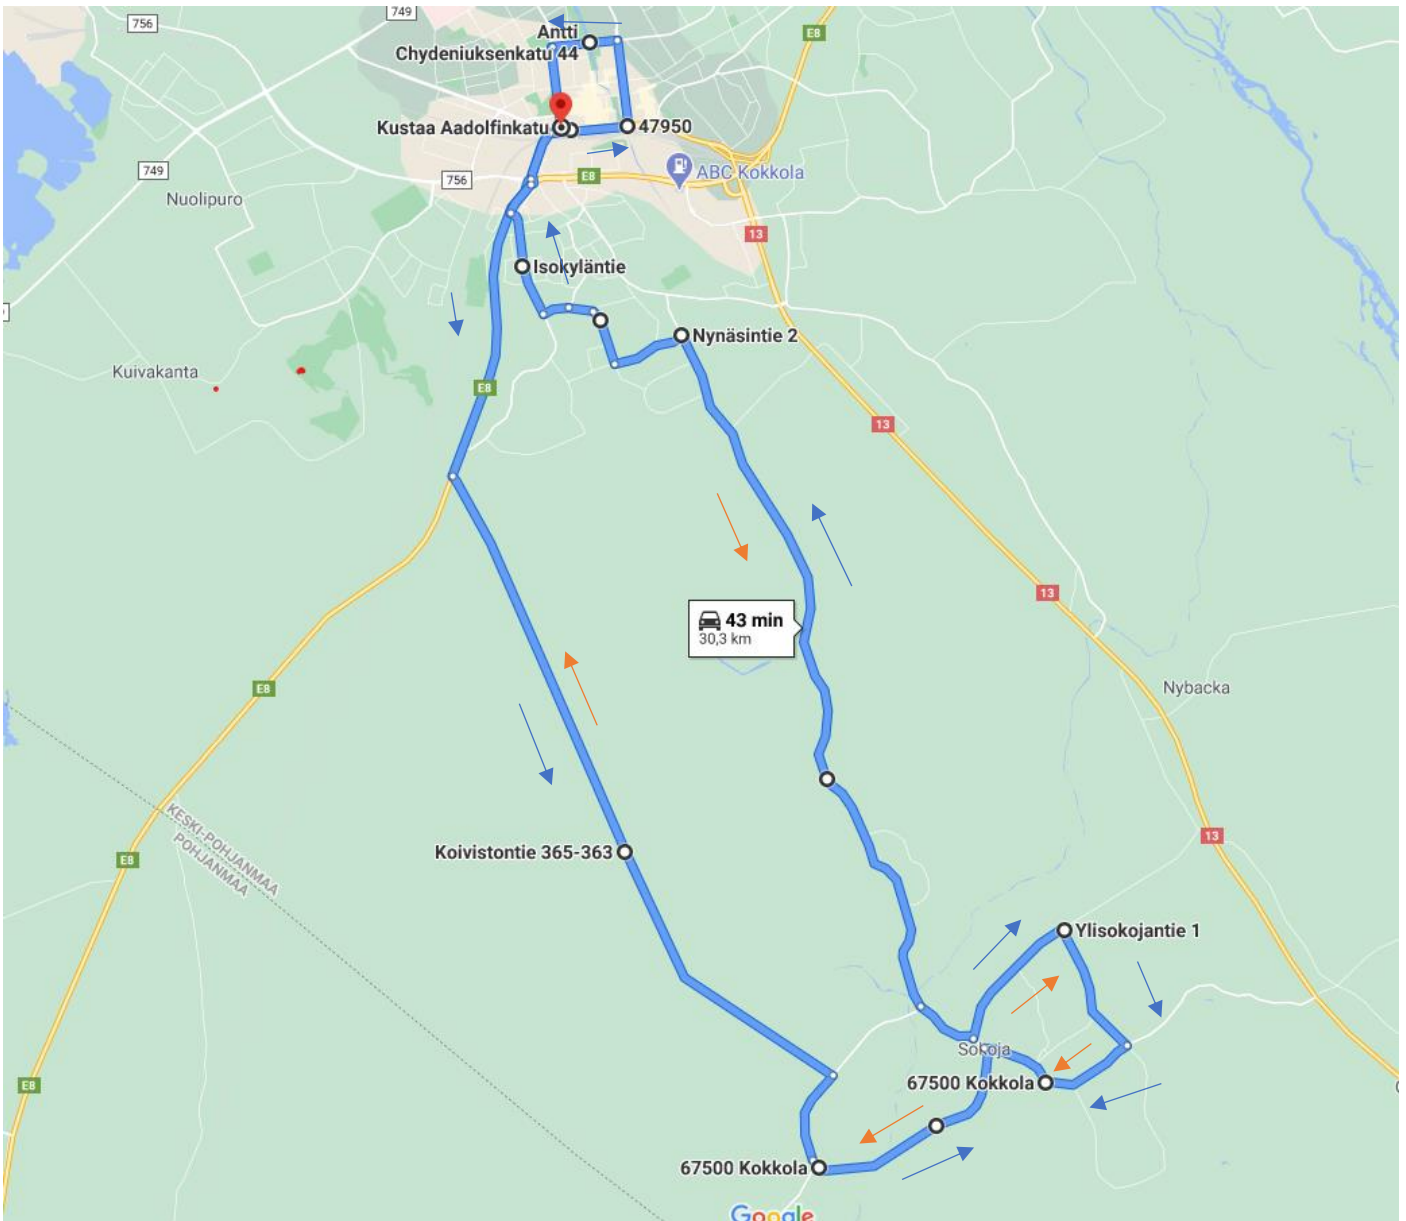 749
756
E8
Antti
Chydeniuksenkatu 44
Kustaa Aadolfinkatu
47950
749
756
E8
ABC Kokkola
Nuolipuro
13
Isokyläntie
Nynäsintie 2
Kuivakanta
E8
13
43 min
30,3 km
13
E8
Nybacka
KESKI-POHJANMAA
POHJANMAA
13
Koivistontie 365-363
E8
Ylisokojantie 1
Sokoja
67500 Kokkola
E8
67500 Kokkola
Google